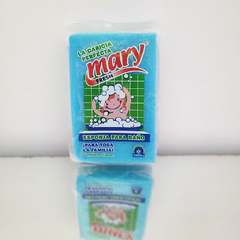 LA CARICIA
PERFECTA
mary
FRESH
ESPONJA PARA BAÑO
¡PARA TODA
LA FAMILIA!